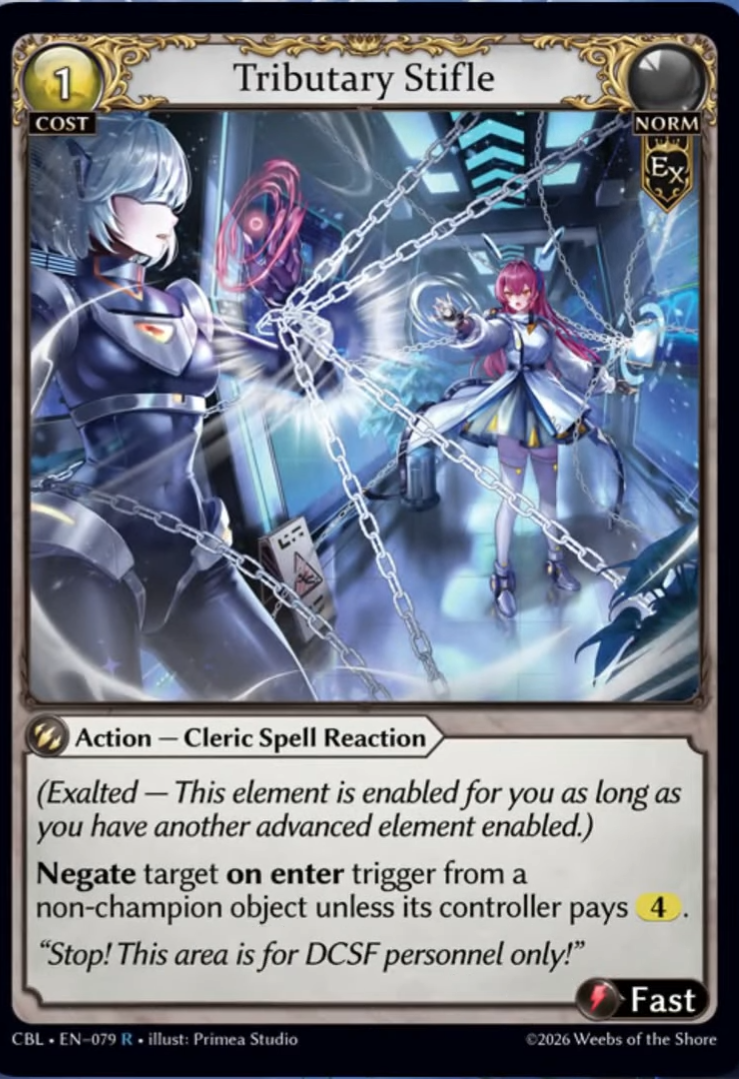 1
Tributary Stifle
COST
NORM
Ex
Action — Cleric Spell Reaction
(Exalted — This element is enabled for you as long as
you have another advanced element enabled.)
Negate target on enter trigger from a
non-champion object unless its controller pays 4.
“Stop! This area is for DCSF personnel only!”
Fast
CBL • EN-079 R • illust: Primea Studio
©2026 Weebs of the Shore